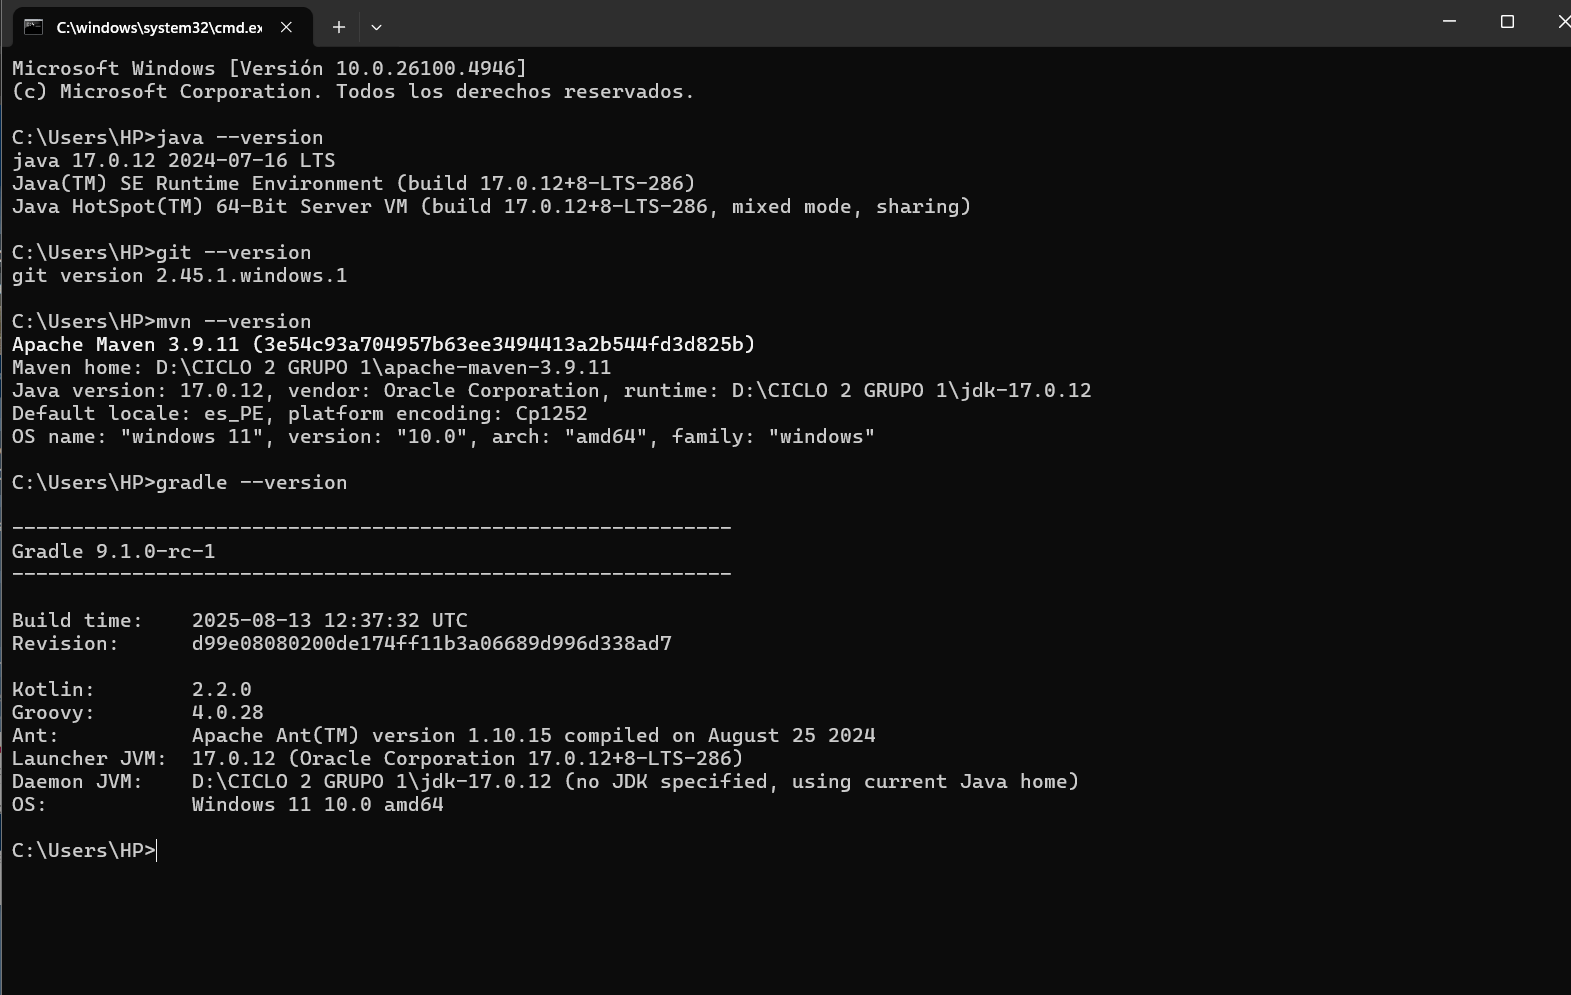 C:\windows\system32\cmd.ex
Microsoft Windows [Versión 10.0.26100.4946]
(c) Microsoft Corporation. Todos los derechos reservados.
C:\Users\HP>java --version
java 17.0.12 2024-07-16 LTS
Java(TM) SE Runtime Environment (build 17.0.12+8-LTS-286)
Java HotSpot(TM) 64-Bit Server VM (build 17.0.12+8-LTS-286, mixed mode, sharing)
C:\Users\HP>git --version
git version 2.45.1.windows.1
C:\Users\HP>mvn --version
Apache Maven 3.9.11 (3e54c93a704957b63ee3494413a2b544fd3d825b)
Maven home: D:\CICLO 2 GRUPO 1\apache-maven-3.9.11
Java version: 17.0.12, vendor: Oracle Corporation, runtime: D:\CICLO 2 GRUPO 1\jdk-17.0.12
Default locale: es_PE, platform encoding: Cp1252
OS name: "windows 11", version: "10.0", arch: "amd64", family: "windows"
C:\Users\HP>gradle --version
------------------------------------------------------------
Gradle 9.1.0-rc-1
------------------------------------------------------------
Build time:    2025-08-13 12:37:32 UTC
Revision:      d99e08080200de174ff11b3a06689d996d338ad7
Kotlin:        2.2.0
Groovy:        4.0.28
Ant:           Apache Ant(TM) version 1.10.15 compiled on August 25 2024
Launcher JVM:  17.0.12 (Oracle Corporation 17.0.12+8-LTS-286)
Daemon JVM:    D:\CICLO 2 GRUPO 1\jdk-17.0.12 (no JDK specified, using current Java home)
OS:            Windows 11 10.0 amd64
C:\Users\HP>